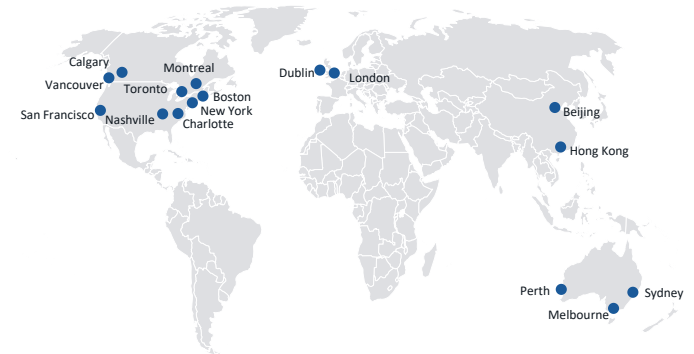 Calgary
Montreal
Dublin
London
Vancouver
Toronto
Boston
New York
San Francisco
Nashville
Charlotte
Beijing
Hong Kong
Perth
Sydney
Melbourne